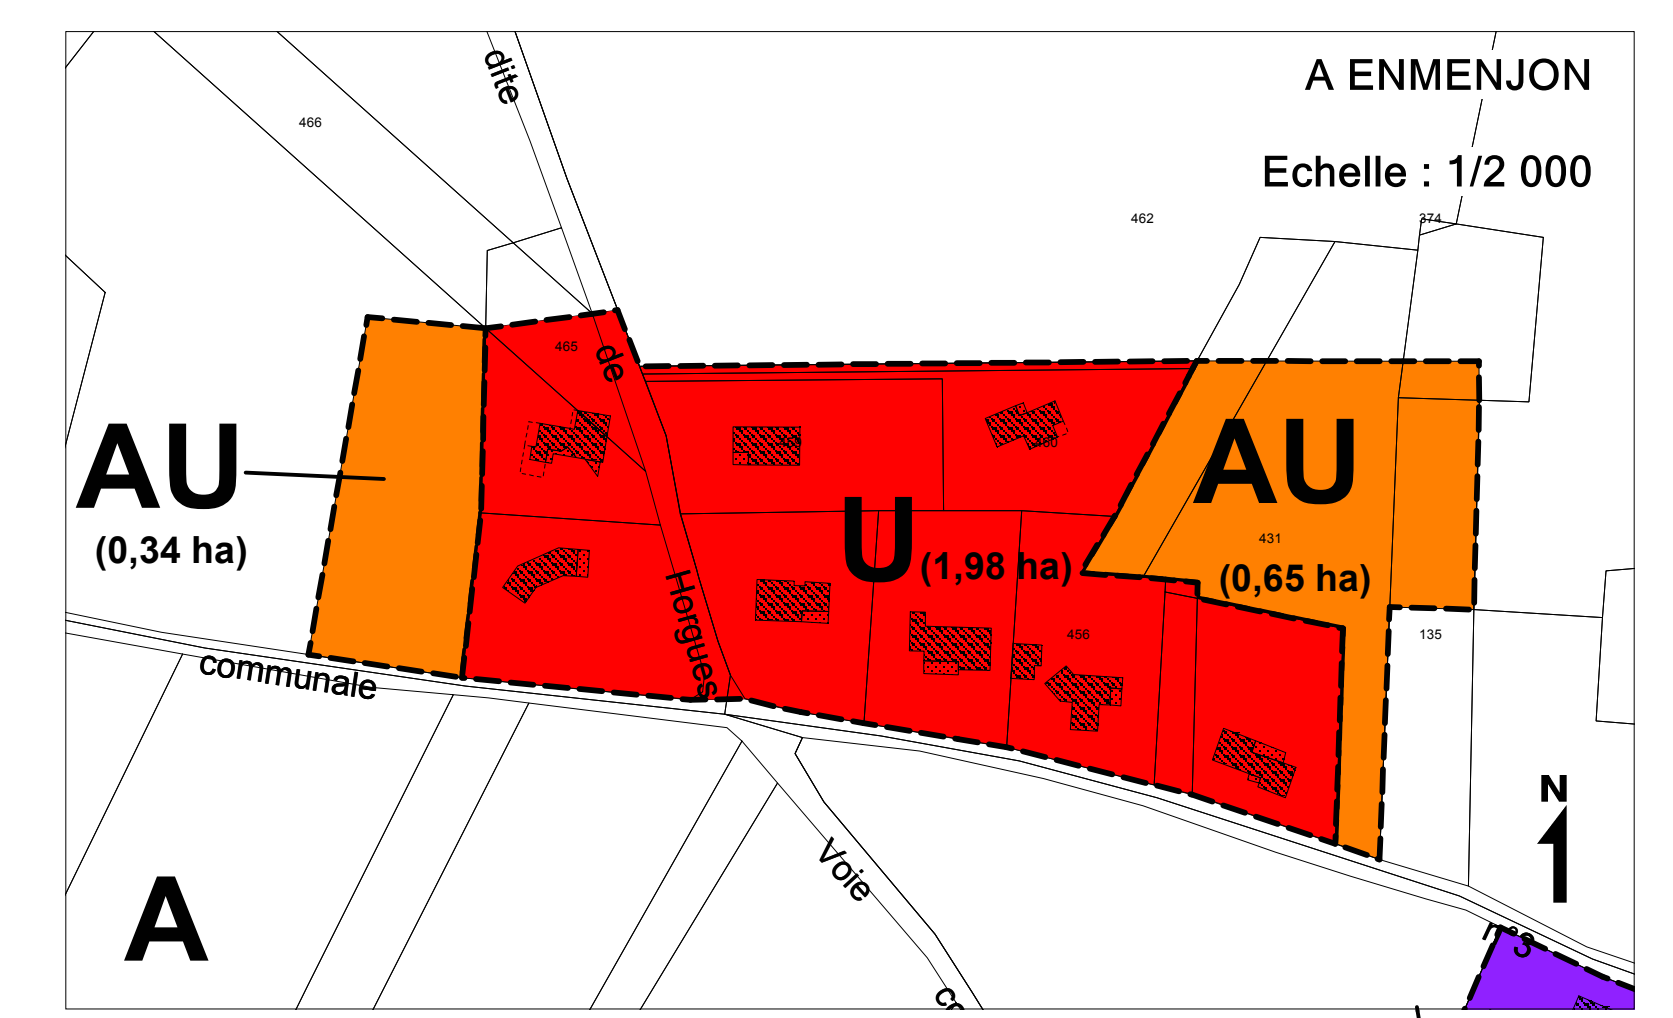 dite
A ENMENJON
466
Echelle : 1/2 000
462
374
465
de
AU
(0,34 ha)
AU
431
(0,65 ha)
U (1,98 ha)
460
Horgues
456
135
communale
N
Voie
A
n°3